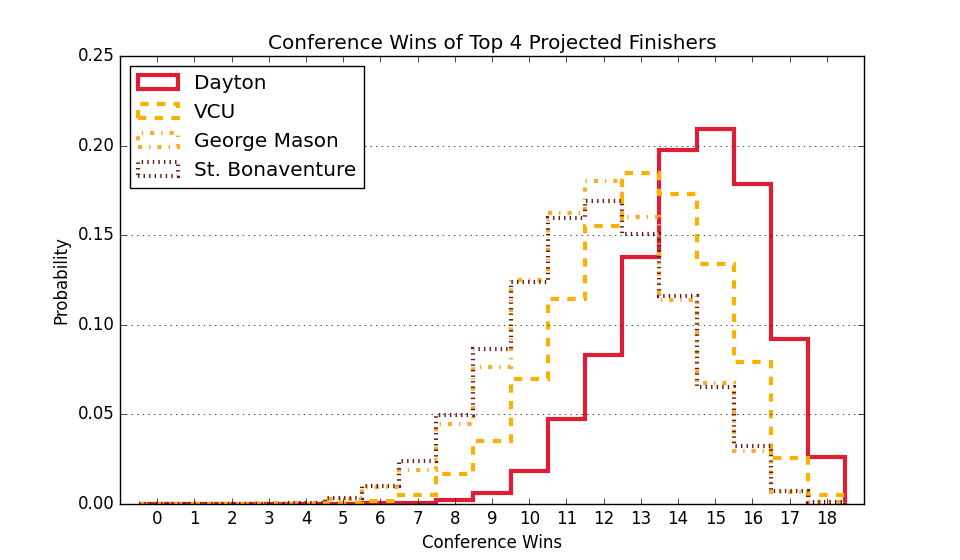 Conference Wins of Top 4 Projected Finishers
0.25
0.20
0.15
0.10
0.05
0.00
Probability
Dayton
VCU
George Mason
St. Bonaventure
0 1 2 3 4 5 6 7 8 9 10 11 12 13 14 15 16 17 18
Conference Wins